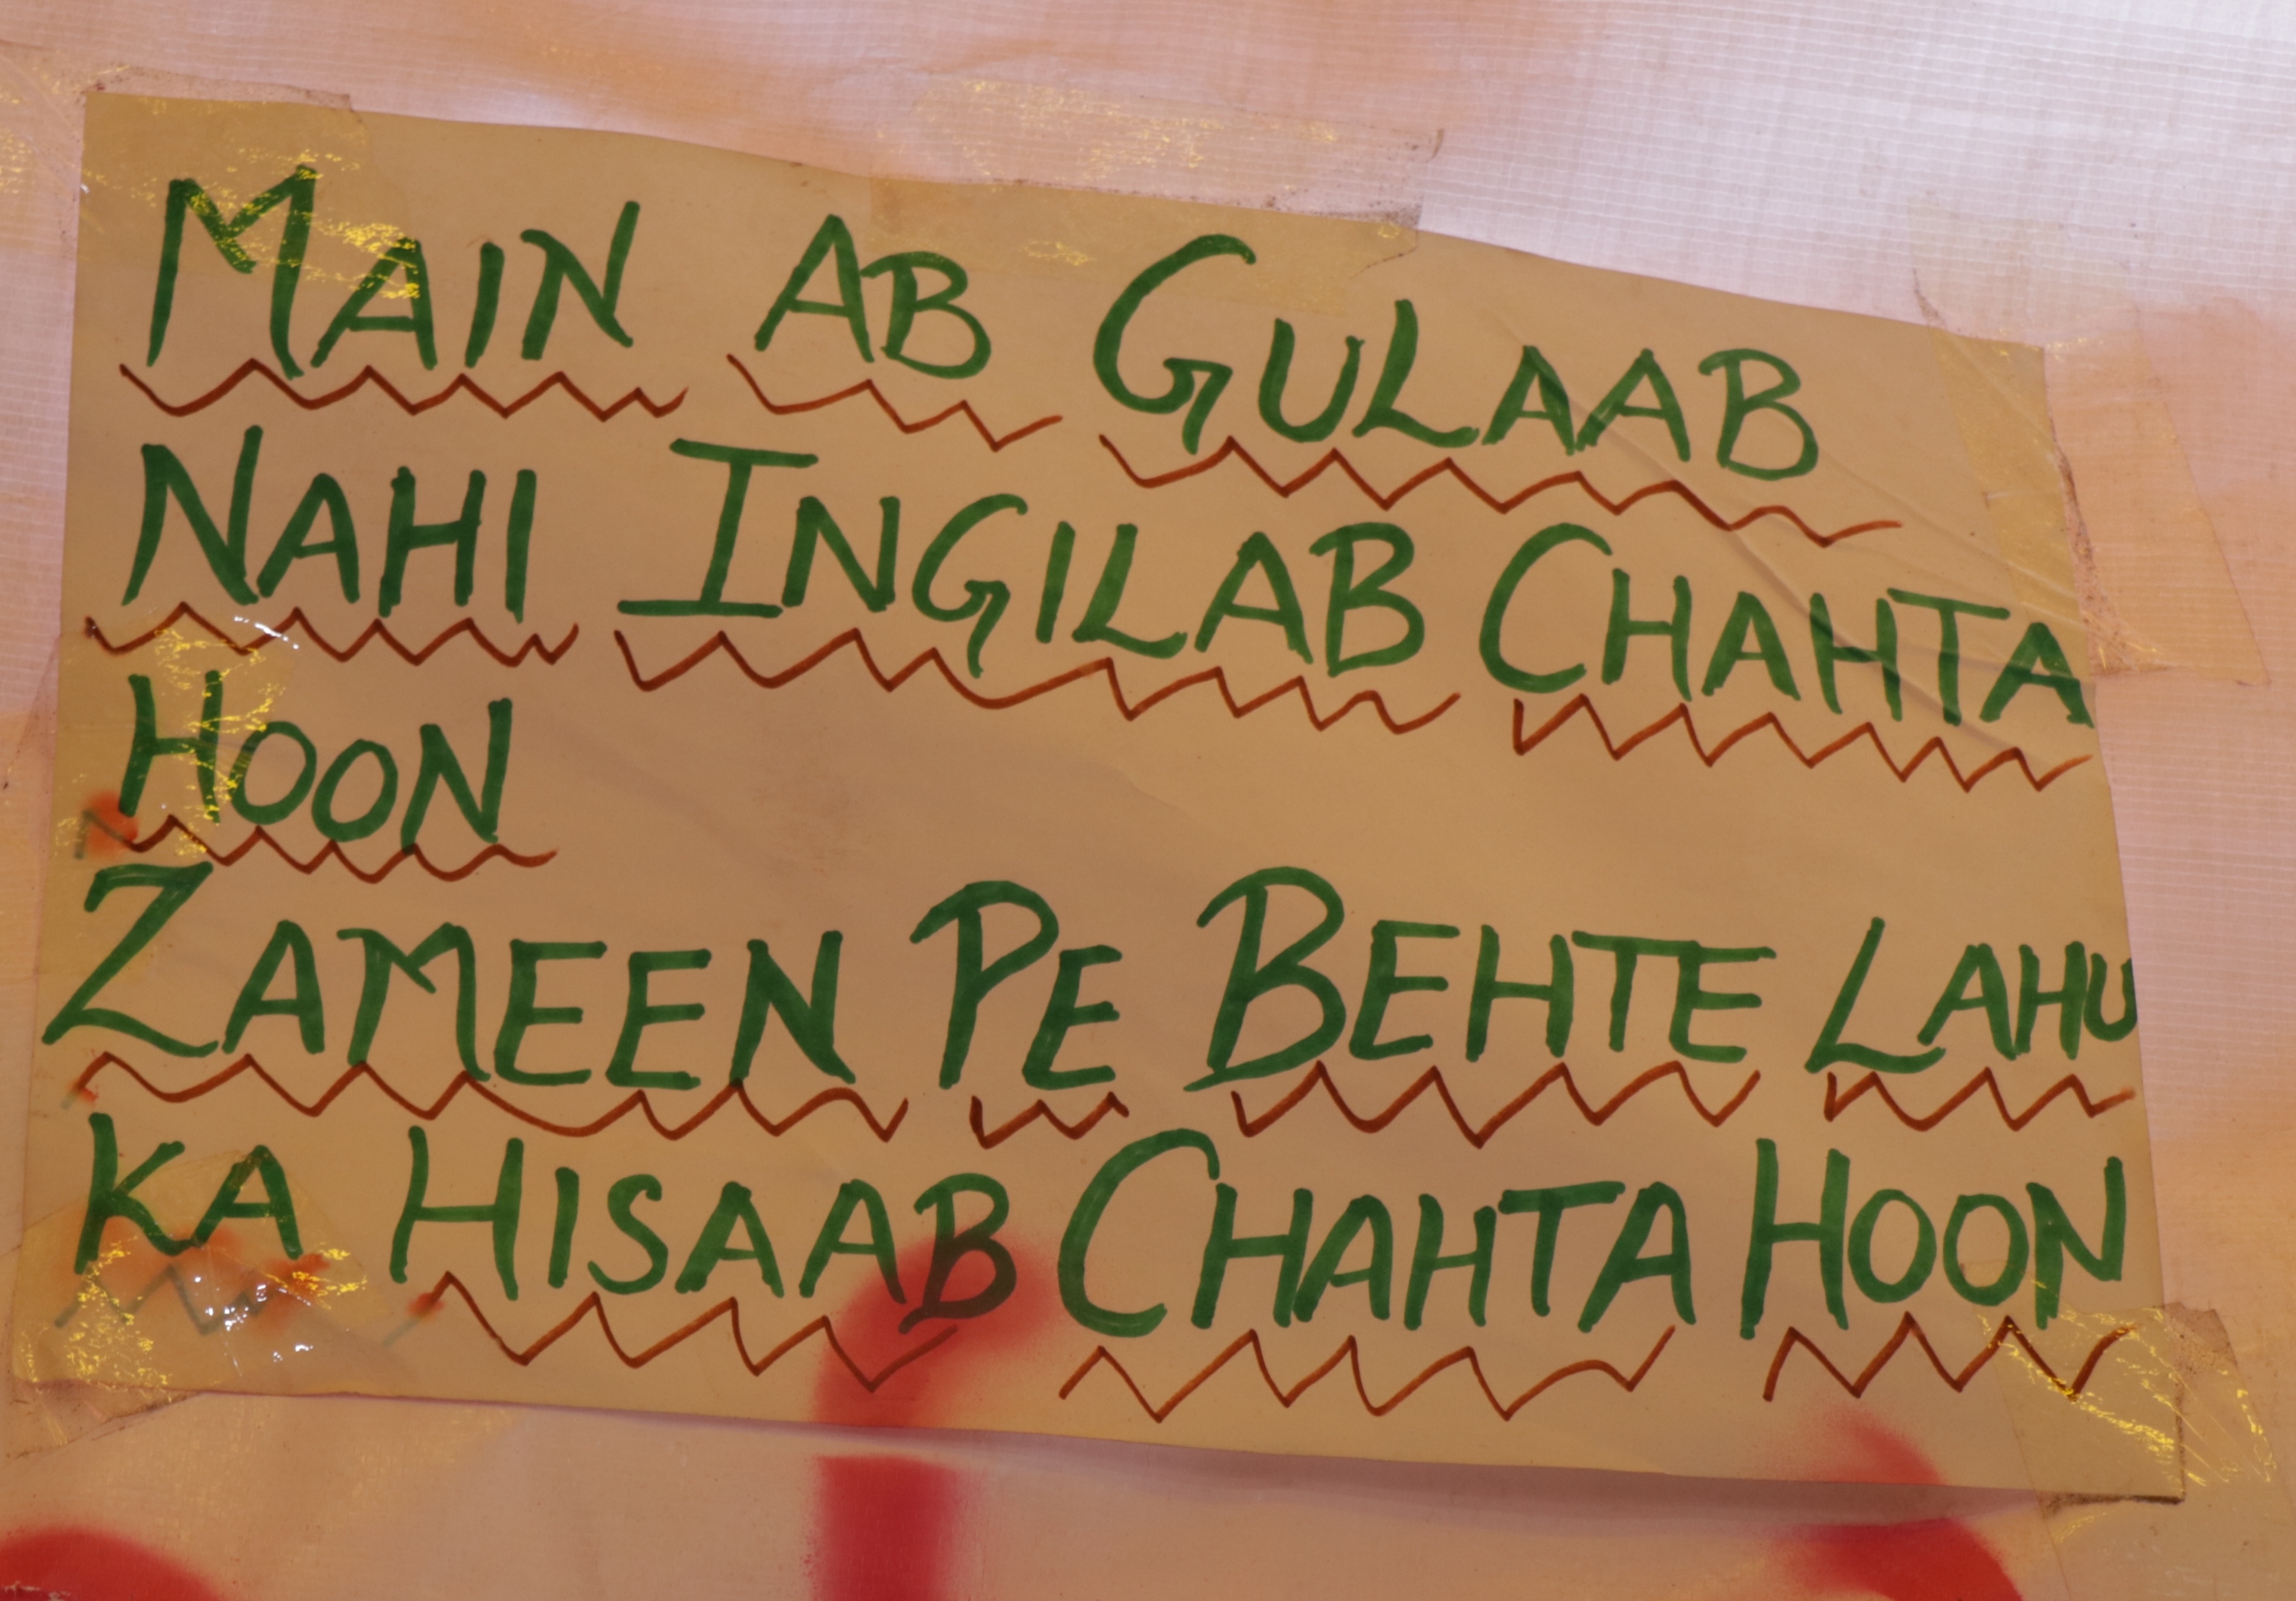 MAIN AB GULAAB
NAHI INGILAB CHAHTA
HOON
ZAMEEN PE BEHTE LAHU
KA HISAAB CHAHTA HOON